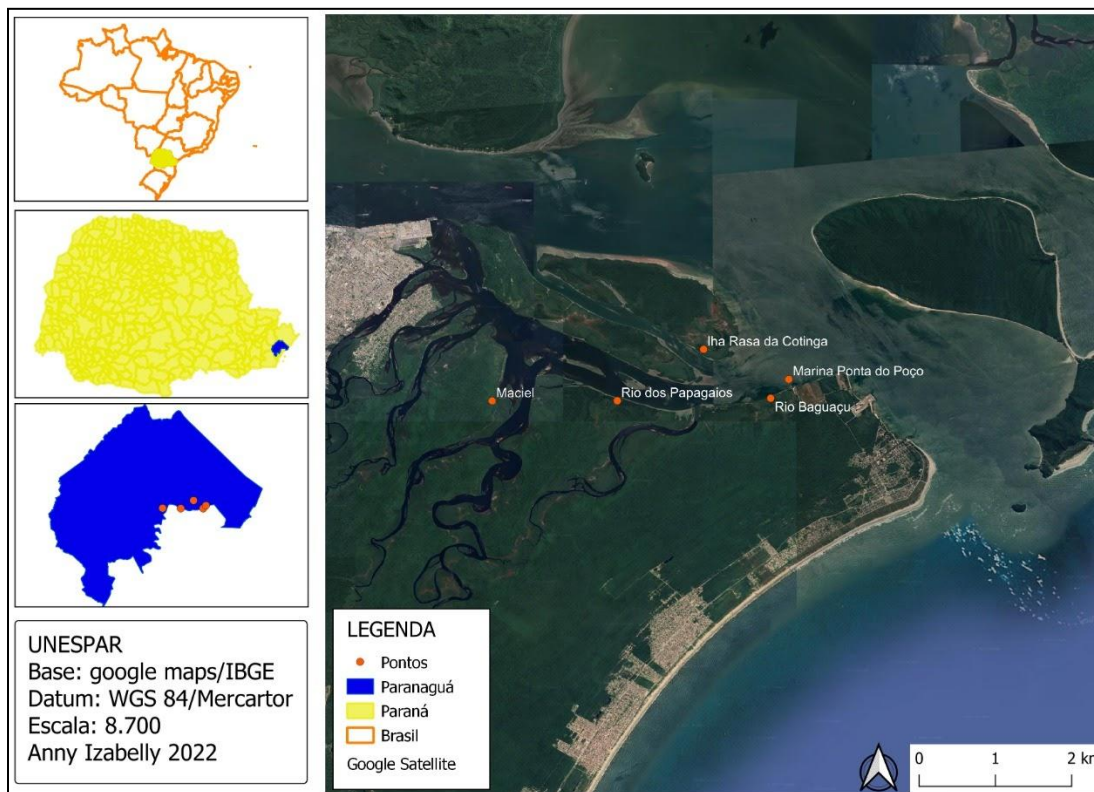 Ilha Rasa da Cotinga
Marina Ponta do Poço
Maciel
Rio dos Papagaios
Rio Baguaçu
UNESPAR
Base: google maps/IBGE
Datum: WGS 84/Mercartor
Escala: 8.700
Anny Izabelly 2022
LEGENDA
Pontos
Paranaguá
Paraná
Brasil
Google Satellite
0 1 2 km